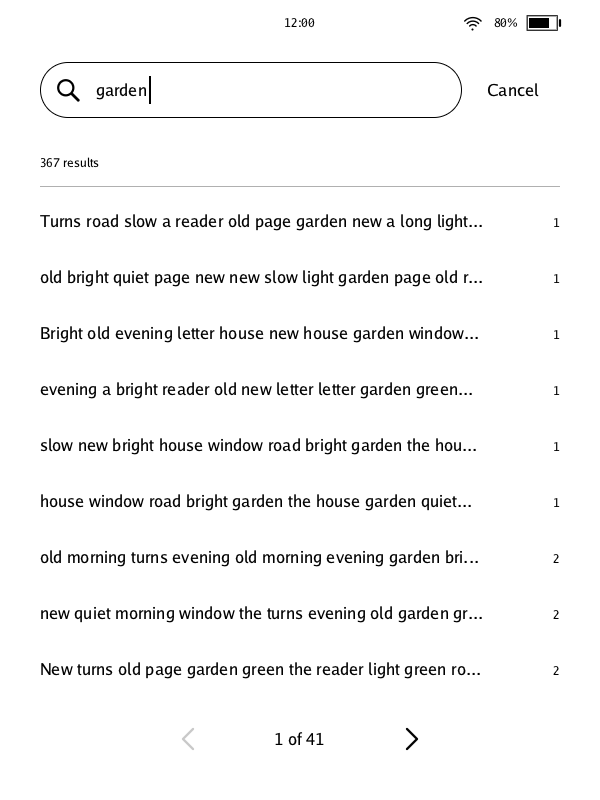 12:00
80%
garden
Cancel
367 results
Turns road slow a reader old page garden new a long light... 1
old bright quiet page new new slow light garden page old r... 1
Bright old evening letter house new house garden window... 1
evening a bright reader old new letter letter garden green... 1
slow new bright house window road bright garden the hou... 1
house window road bright garden the house garden quiet... 1
old morning turns evening old morning evening garden bri... 2
new quiet morning window the turns evening old garden gr... 2
New turns old page garden green the reader light green ro... 2
1 of 41